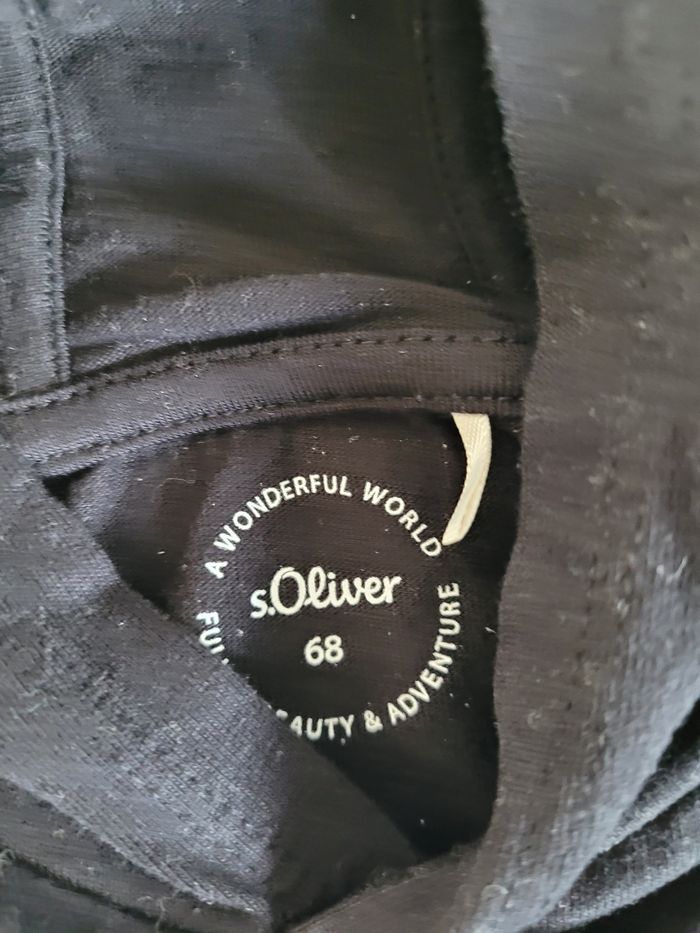 A WONDERFUL WORLD
s.Oliver
68
& ADVENTURE